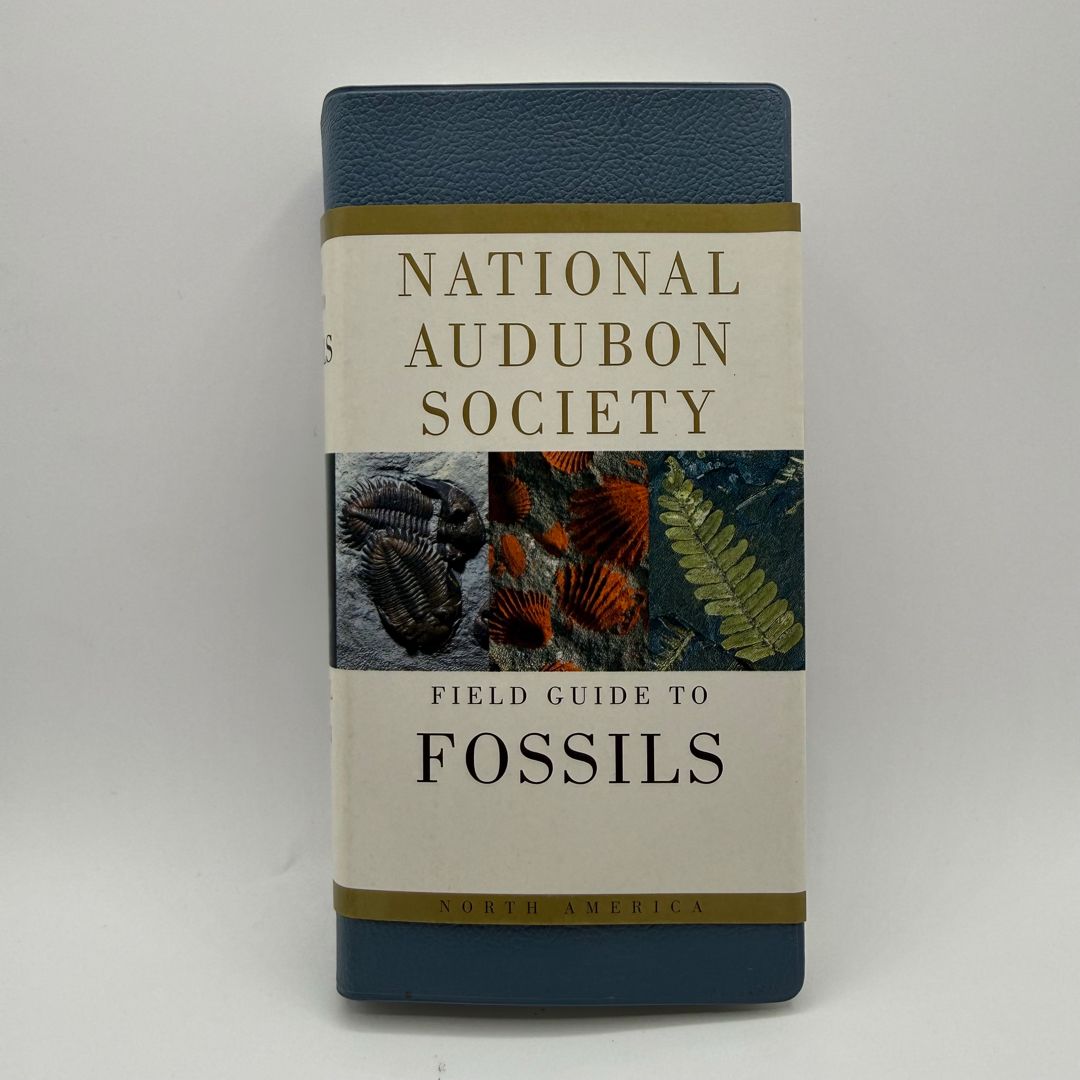 NATIONAL
AUDUBON
SOCIETY
FIELD GUIDE TO
FOSSILS
NORTH AMERICA